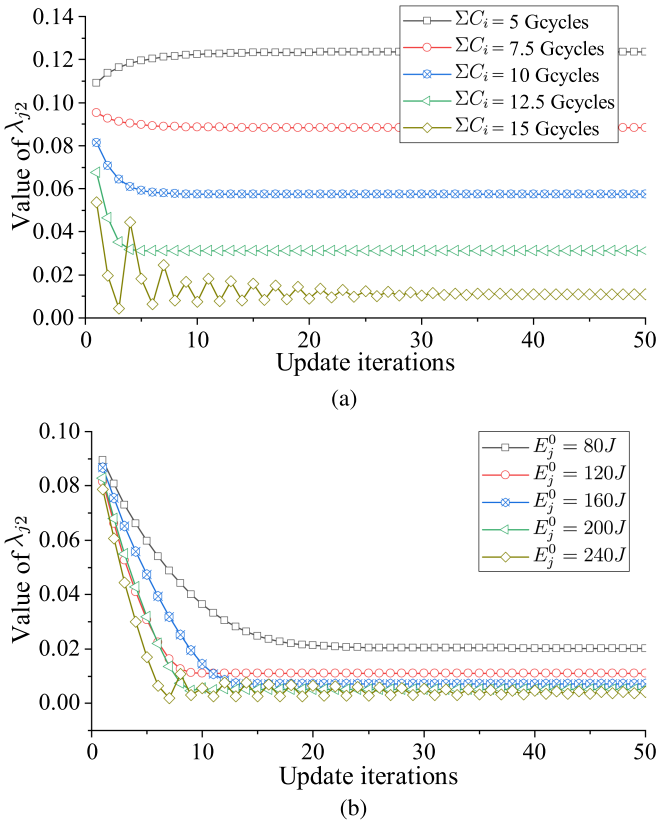 0.14
0.12
0.10
0.08
0.06
0.04
0.02
0.00
Value of λj2
ΣCi = 5 Gcycles
ΣCi = 7.5 Gcycles
ΣCi = 10 Gcycles
ΣCi = 12.5 Gcycles
ΣCi = 15 Gcycles
0 10 20 30 40 50
Update iterations
(a)
0.10
0.08
0.06
0.04
0.02
0.00
Value of λj2
E⁰j = 80J
E⁰j = 120J
E⁰j = 160J
E⁰j = 200J
E⁰j = 240J
0 10 20 30 40 50
Update iterations
(b)